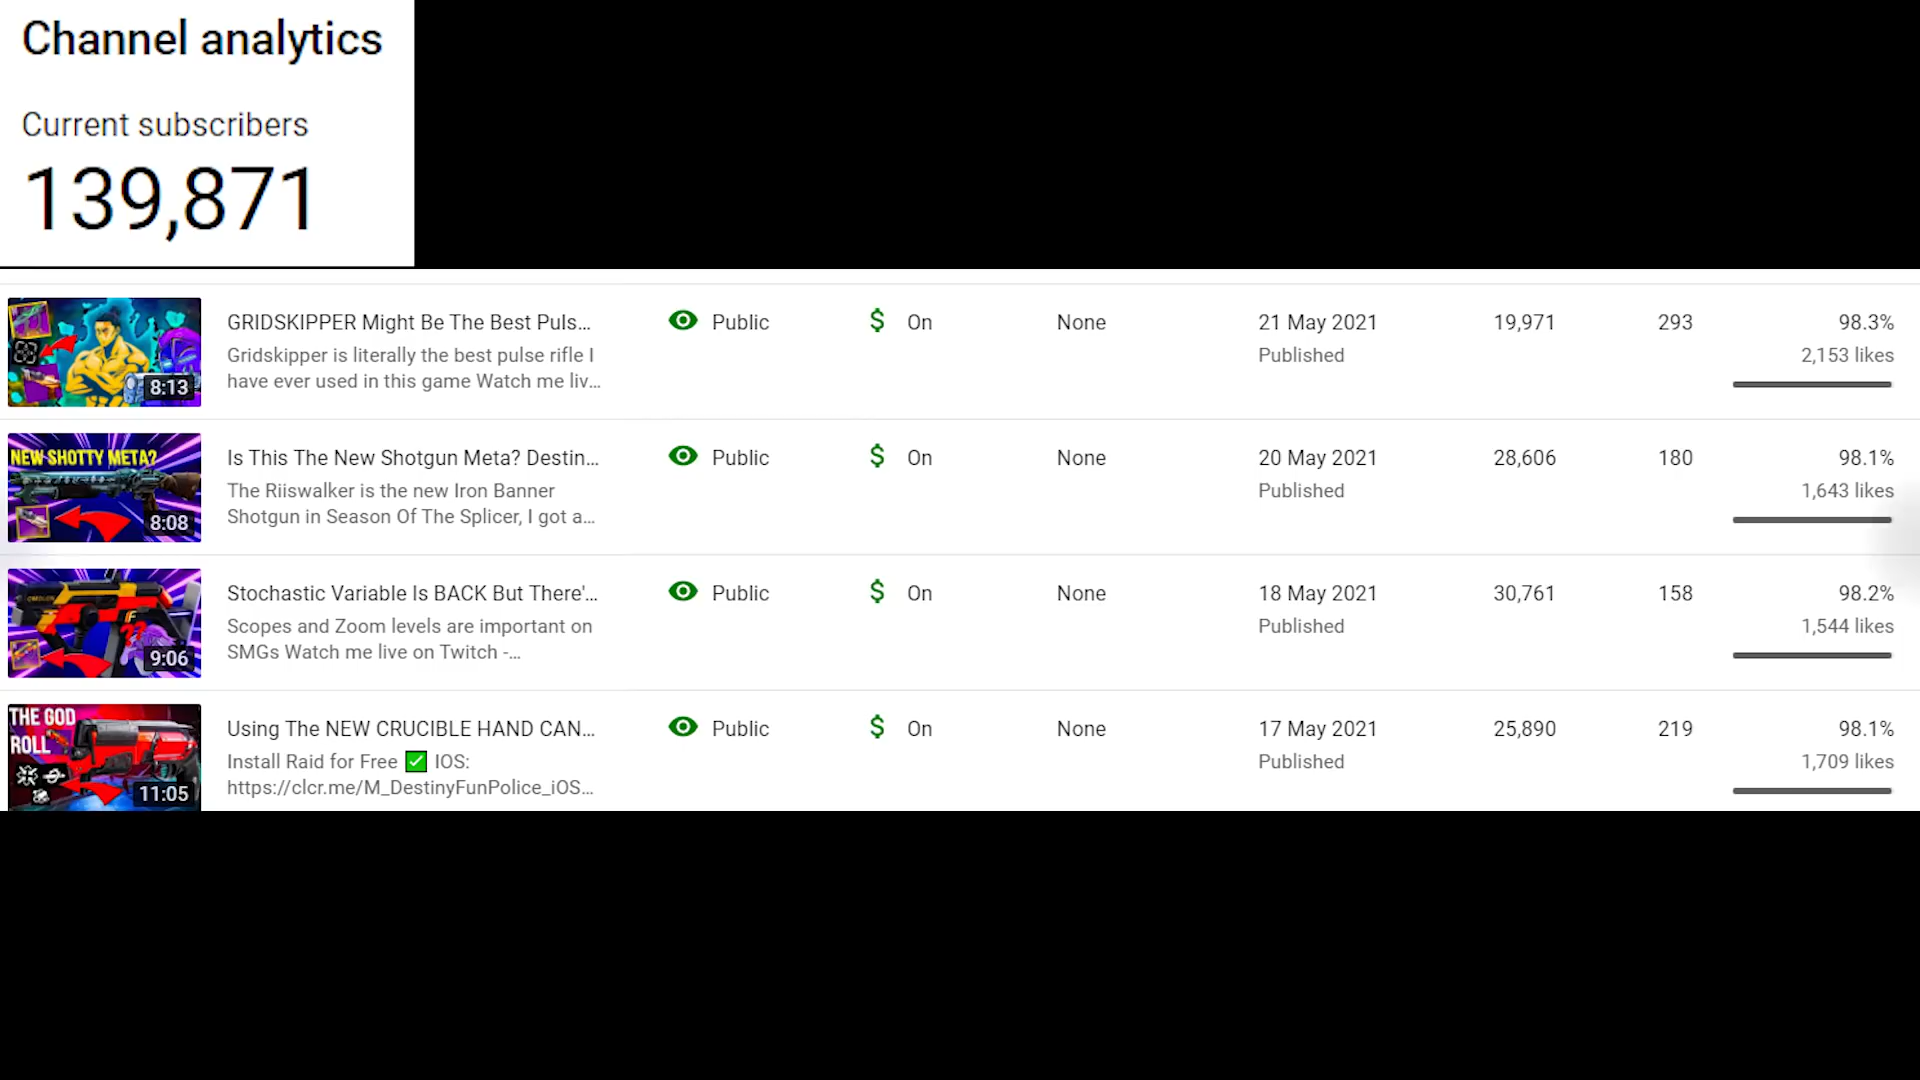 Channel analytics
Current subscribers
139,871
8:13
GRIDSKIPPER Might Be The Best Puls...
Gridskipper is literally the best pulse rifle I
have ever used in this game Watch me liv...
Public
$ On
None
21 May 2021
Published
19,971
293
98.3%
2,153 likes
NEW SHOTTY META?
8:08
Is This The New Shotgun Meta? Destin...
The Riiswalker is the new Iron Banner
Shotgun in Season Of The Splicer, I got a...
Public
$ On
None
20 May 2021
Published
28,606
180
98.1%
1,643 likes
9:06
Stochastic Variable Is BACK But There'...
Scopes and Zoom levels are important on
SMGs Watch me live on Twitch -...
Public
$ On
None
18 May 2021
Published
30,761
158
98.2%
1,544 likes
THE GOD
ROLL
11:05
Using The NEW CRUCIBLE HAND CAN...
Install Raid for Free ✅ IOS:
https://clcr.me/M_DestinyFunPolice_iOS...
Public
$ On
None
17 May 2021
Published
25,890
219
98.1%
1,709 likes